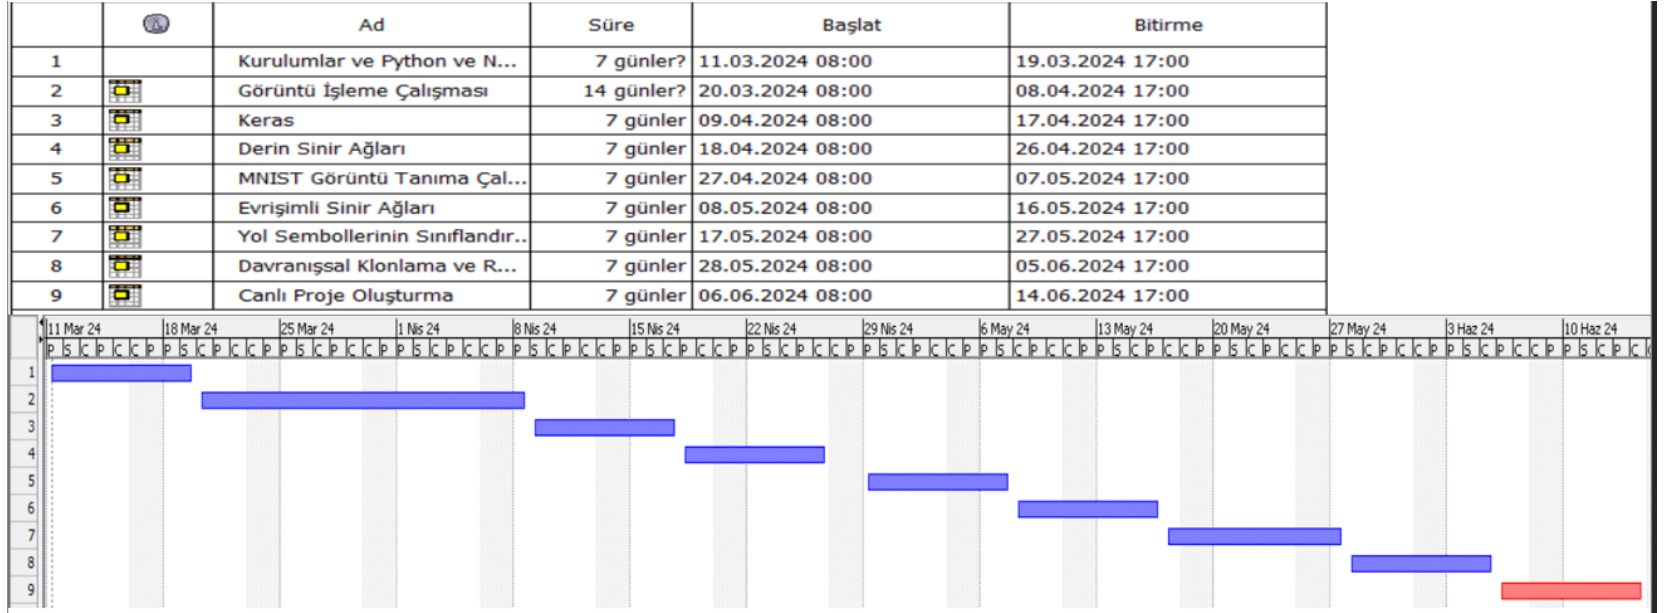 Ad Süre Başlat Bitirme
1 Kurulumlar ve Python ve N... 7 günler? 11.03.2024 08:00 19.03.2024 17:00
2 Görüntü İşleme Çalışması 14 günler? 20.03.2024 08:00 08.04.2024 17:00
3 Keras 7 günler 09.04.2024 08:00 17.04.2024 17:00
4 Derin Sinir Ağları 7 günler 18.04.2024 08:00 26.04.2024 17:00
5 MNIST Görüntü Tanıma Çal... 7 günler 27.04.2024 08:00 07.05.2024 17:00
6 Evrişimli Sinir Ağları 7 günler 08.05.2024 08:00 16.05.2024 17:00
7 Yol Sembollerinin Sınıflandır.. 7 günler 17.05.2024 08:00 27.05.2024 17:00
8 Davranışsal Klonlama ve R... 7 günler 28.05.2024 08:00 05.06.2024 17:00
9 Canlı Proje Oluşturma 7 günler 06.06.2024 08:00 14.06.2024 17:00
11 Mar 24 18 Mar 24 25 Mar 24 1 Nis 24 8 Nis 24 15 Nis 24 22 Nis 24 29 Nis 24 6 May 24 13 May 24 20 May 24 27 May 24 3 Haz 24 10 Haz 24
P S Ç P C C P P S Ç P C C P P S Ç P C C P P S Ç P C C P P S Ç P C C P P S Ç P C C P P S Ç P C C P P S Ç P C C P P S Ç P C C P P S Ç P C C P P S Ç P C C P P S Ç P C C P P S Ç P C C P P S Ç P C
1
2
3
4
5
6
7
8
9